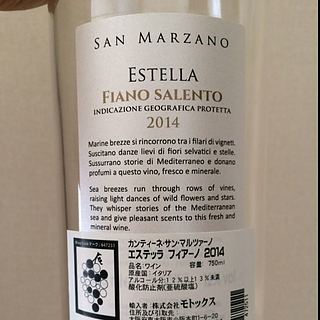 SAN MARZANO
ESTELLA
FIANO SALENTO
INDICAZIONE GEOGRAFICA PROTETTA
2014
Marine brezze si rincorrono tra i filari di vigneti.
Suscitano danze lievi di fiori selvatici e stelle.
Sussurrano storie di Mediterraneo e donano
profumi a questo vino, fresco e minerale.
Sea breezes run through rows of vines,
raising light dances of wild flowers and stars.
They whisper stories of the Mediterranean
sea and give pleasant scents to this fresh and
mineral wine.
カンティーネ・サン・マルツァーノ
エステッラ フィアーノ 2014
品名：ワイン 容量：750ml
原産国：イタリア
アルコール分：12%以上13%未満
酸化防止剤（亜硫酸塩）
輸入者：株式会社モトックス
住所及び引取先：